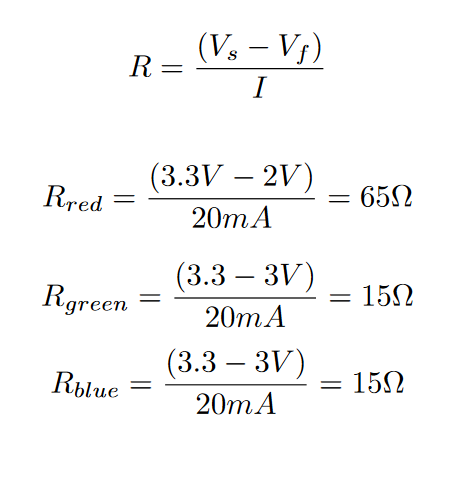 R = (V_s − V_f) / I
R_red = (3.3V − 2V) / 20mA = 65Ω
R_green = (3.3 − 3V) / 20mA = 15Ω
R_blue = (3.3 − 3V) / 20mA = 15Ω